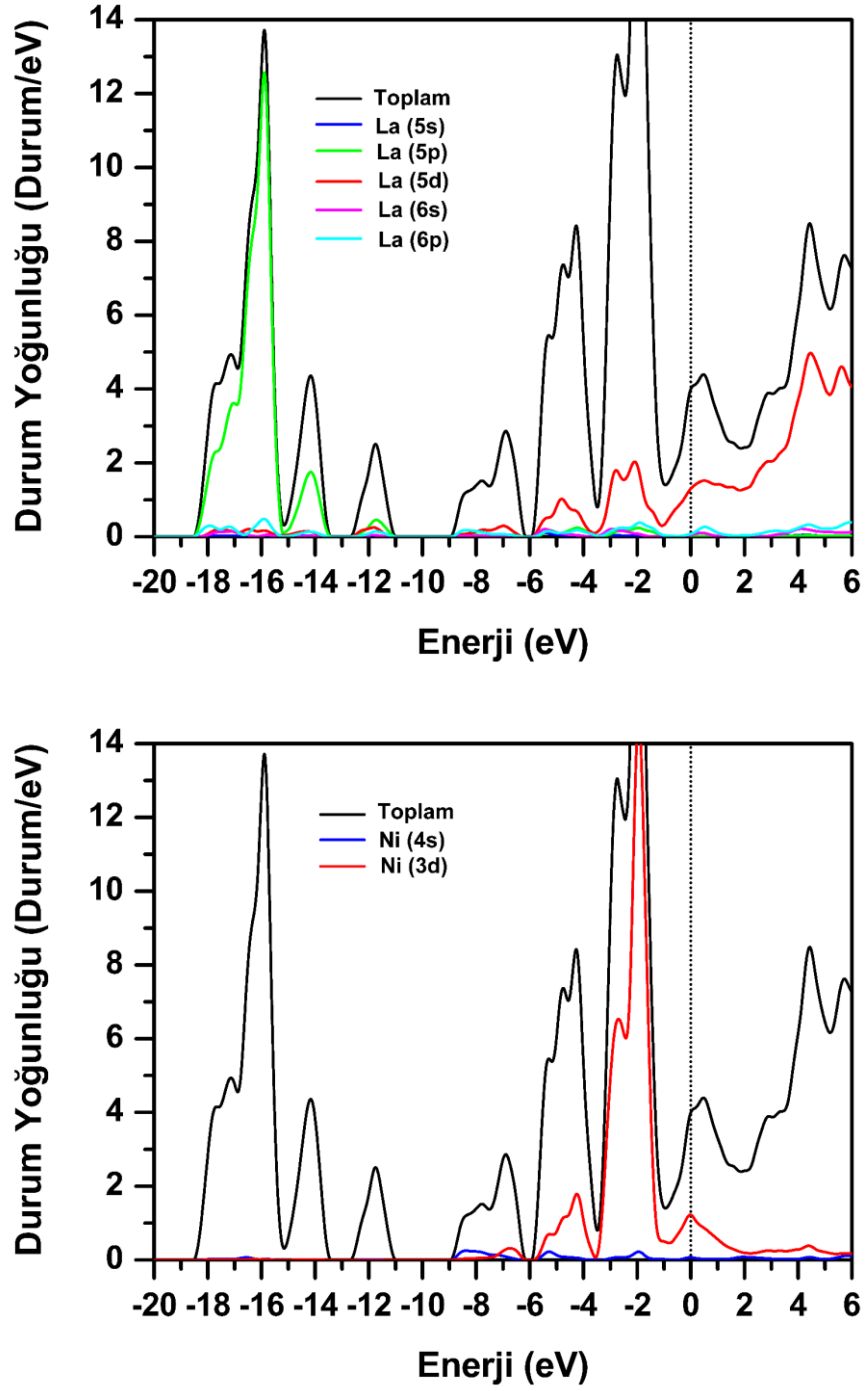 Durum Yoğunluğu (Durum/eV)
14
12
10
8
6
4
2
0
Toplam
La (5s)
La (5p)
La (5d)
La (6s)
La (6p)
-20 -18 -16 -14 -12 -10 -8 -6 -4 -2 0 2 4 6
Enerji (eV)
Durum Yoğunluğu (Durum/eV)
14
12
10
8
6
4
2
0
Toplam
Ni (4s)
Ni (3d)
-20 -18 -16 -14 -12 -10 -8 -6 -4 -2 0 2 4 6
Enerji (eV)